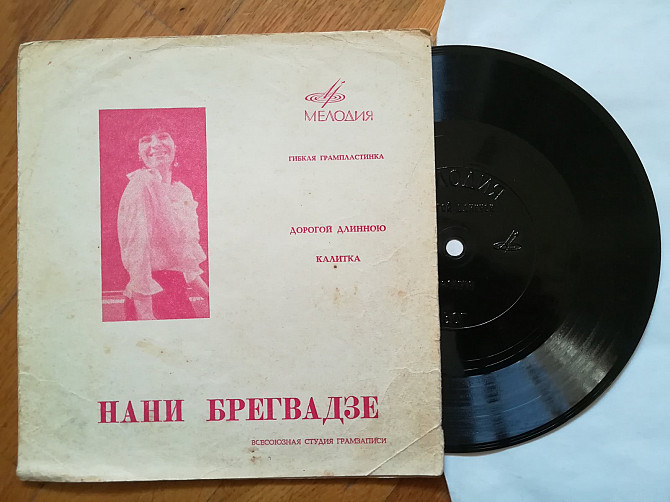 МЕЛОДИЯ
ГИБКАЯ ГРАМПЛАСТИНКА
ДОРОГОЙ ДЛИННОЮ
КАЛИТКА
НАНИ БРЕГВАДЗЕ
ВСЕСОЮЗНАЯ СТУДИЯ ГРАМЗАПИСИ